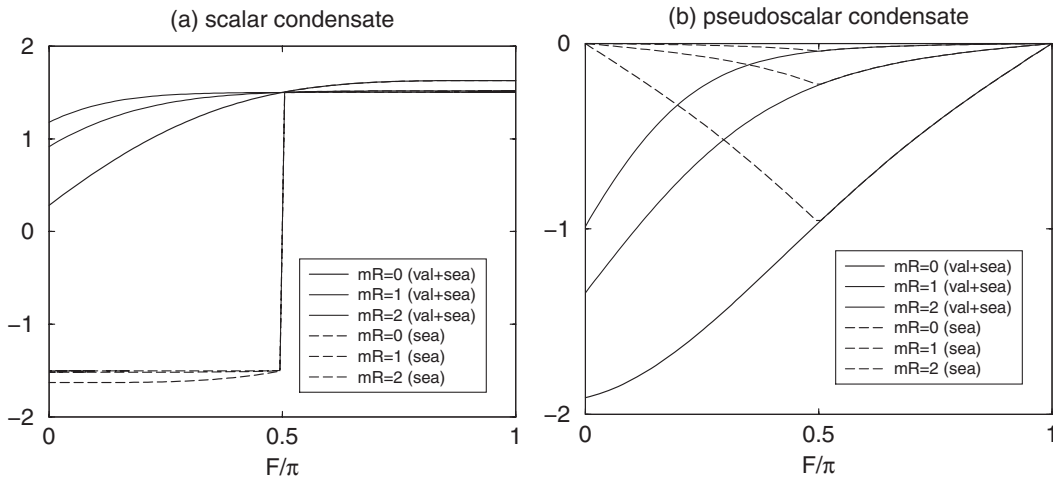 (a) scalar condensate
2
1
0
−1
−2
0
0.5
1
F/π
mR=0 (val+sea)
mR=1 (val+sea)
mR=2 (val+sea)
mR=0 (sea)
mR=1 (sea)
mR=2 (sea)
(b) pseudoscalar condensate
0
−1
−2
0
0.5
1
F/π
mR=0 (val+sea)
mR=1 (val+sea)
mR=2 (val+sea)
mR=0 (sea)
mR=1 (sea)
mR=2 (sea)